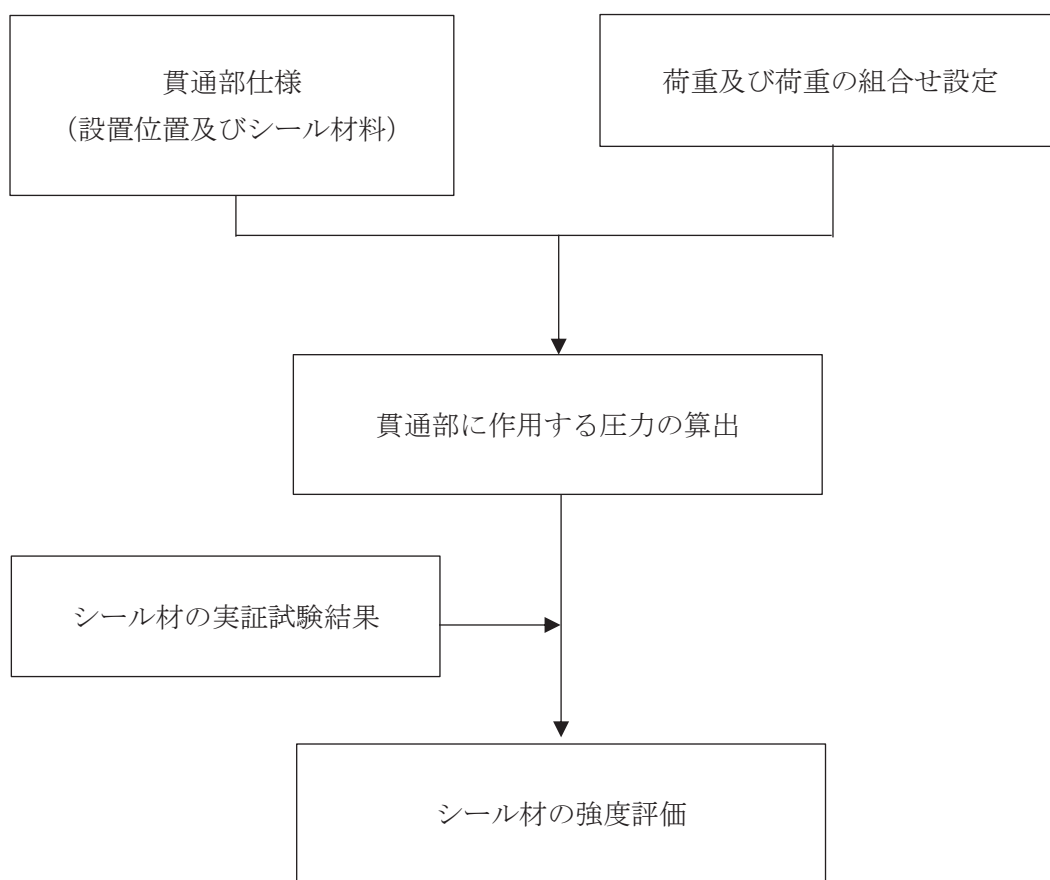 貫通部仕様
（設置位置及びシール材料）
荷重及び荷重の組合せ設定
貫通部に作用する圧力の算出
シール材の実証試験結果
シール材の強度評価